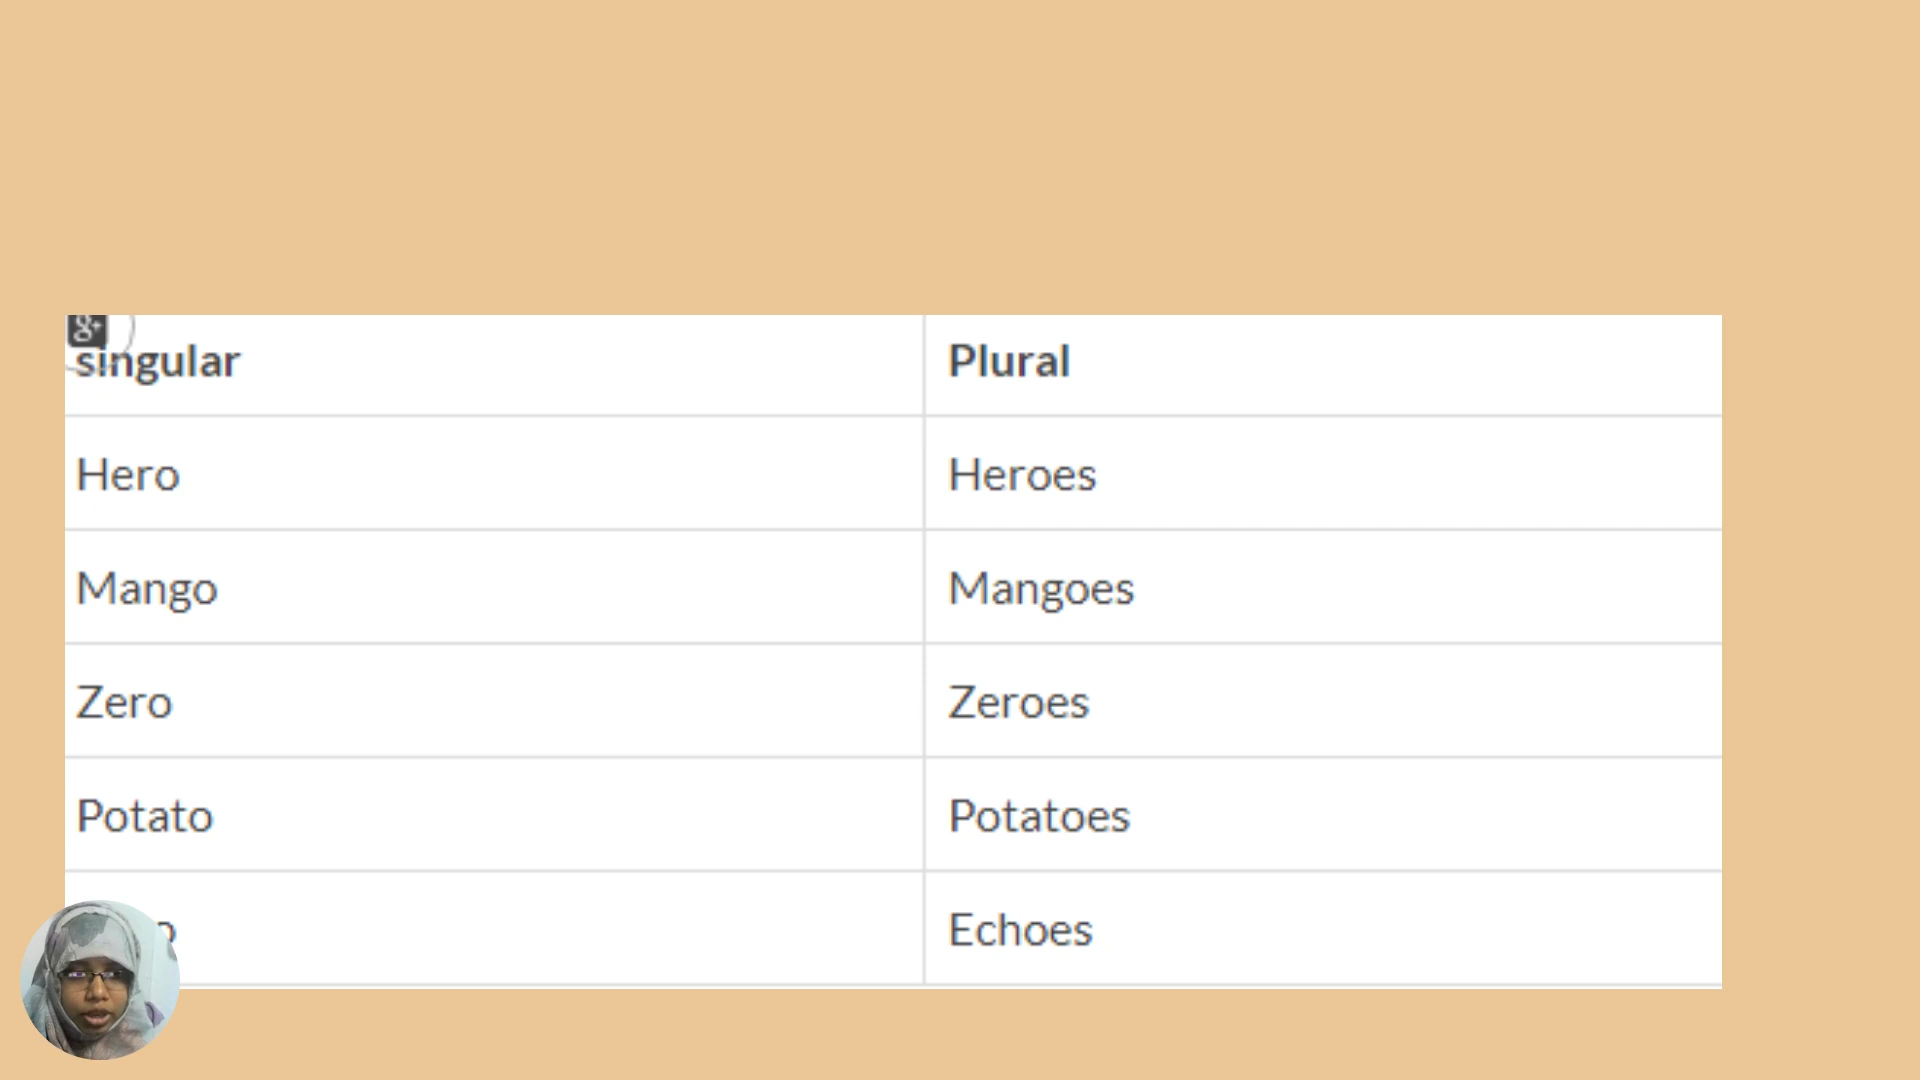 g+
singular Plural
Hero Heroes
Mango Mangoes
Zero Zeroes
Potato Potatoes
Echoes